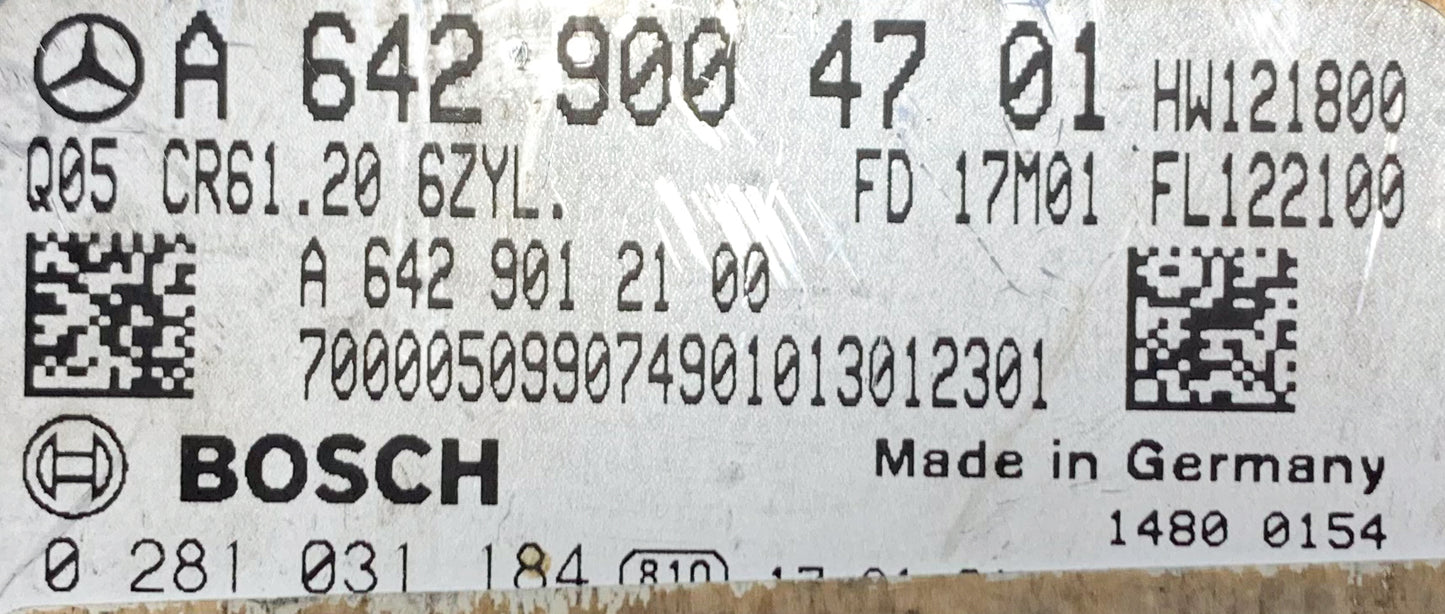 A 642 900 47 01 HW121800
Q05 CR61.20 6ZYL. FD 17M01 FL122100
A 642 901 21 00
700005099074901013012301
BOSCH Made in Germany
1480 0154
0 281 031 184 810